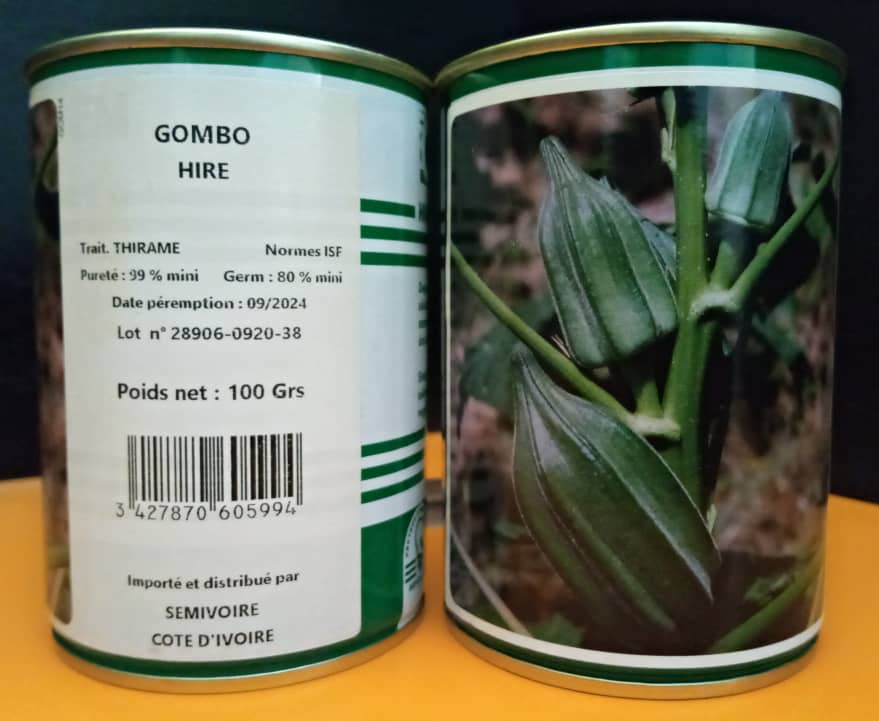 GOMBO
HIRE
Trait. THIRAME Normes ISF
Pureté : 99 % mini Germ : 80 % mini
Date péremption : 09/2024
Lot n° 28906-0920-38
Poids net : 100 Grs
3 427870 605994
Importé et distribué par
SEMIVOIRE
COTE D'IVOIRE